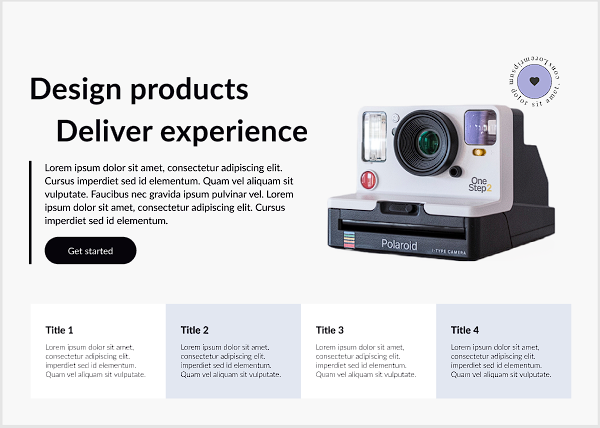 Design products
Deliver experience
Lorem ipsum dolor sit amet, consectetur adipiscing elit.
Cursus imperdiet sed id elementum. Quam vel aliquam sit
vulputate. Faucibus nec gravida ipsum pulvinar vel. Lorem
ipsum dolor sit amet, consectetur adipiscing elit. Cursus
imperdiet sed id elementum.
Get started
Lorem ipsum dolor sit amet, cons
One
Step 2
Polaroid
i-TYPE CAMERA
Title 1
Lorem ipsum dolor sit amet,
consectetur adipiscing elit.
Imperdiet sed id elementum.
Quam vel aliquam sit vulputate.
Title 2
Lorem ipsum dolor sit amet,
consectetur adipiscing elit.
Imperdiet sed id elementum.
Quam vel aliquam sit vulputate.
Title 3
Lorem ipsum dolor sit amet,
consectetur adipiscing elit.
Imperdiet sed id elementum.
Quam vel aliquam sit vulputate.
Title 4
Lorem ipsum dolor sit amet,
consectetur adipiscing elit.
Imperdiet sed id elementum.
Quam vel aliquam sit vulputate.